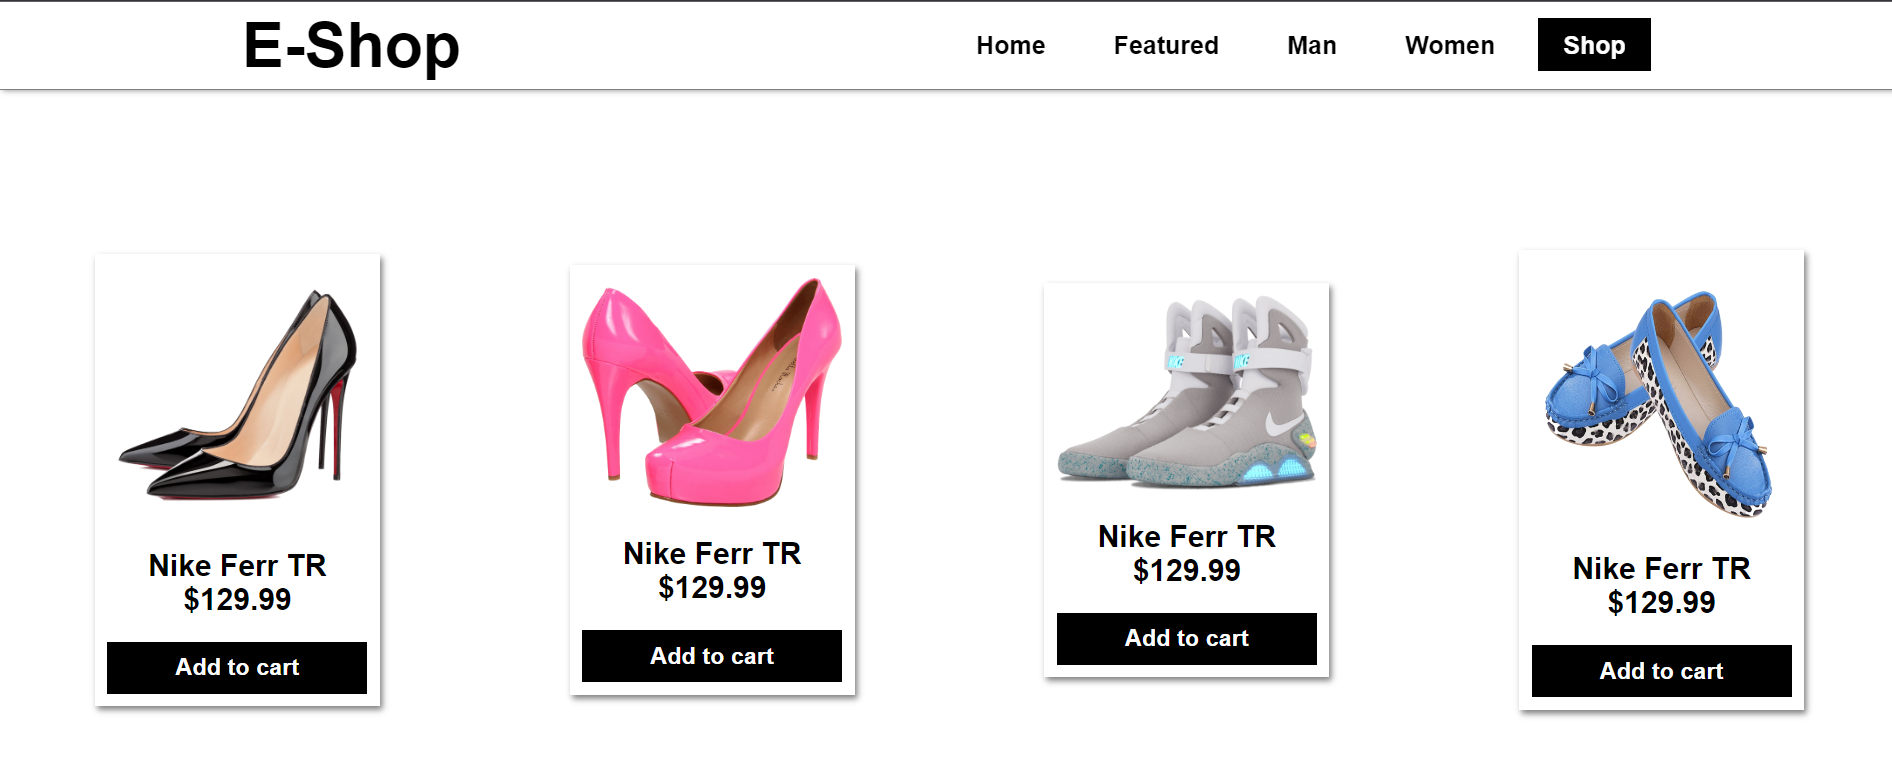 E-Shop
Home Featured Man Women Shop
Nike Ferr TR
$129.99
Add to cart
Nike Ferr TR
$129.99
Add to cart
NIKE NIKE
Nike Ferr TR
$129.99
Add to cart
Nike Ferr TR
$129.99
Add to cart